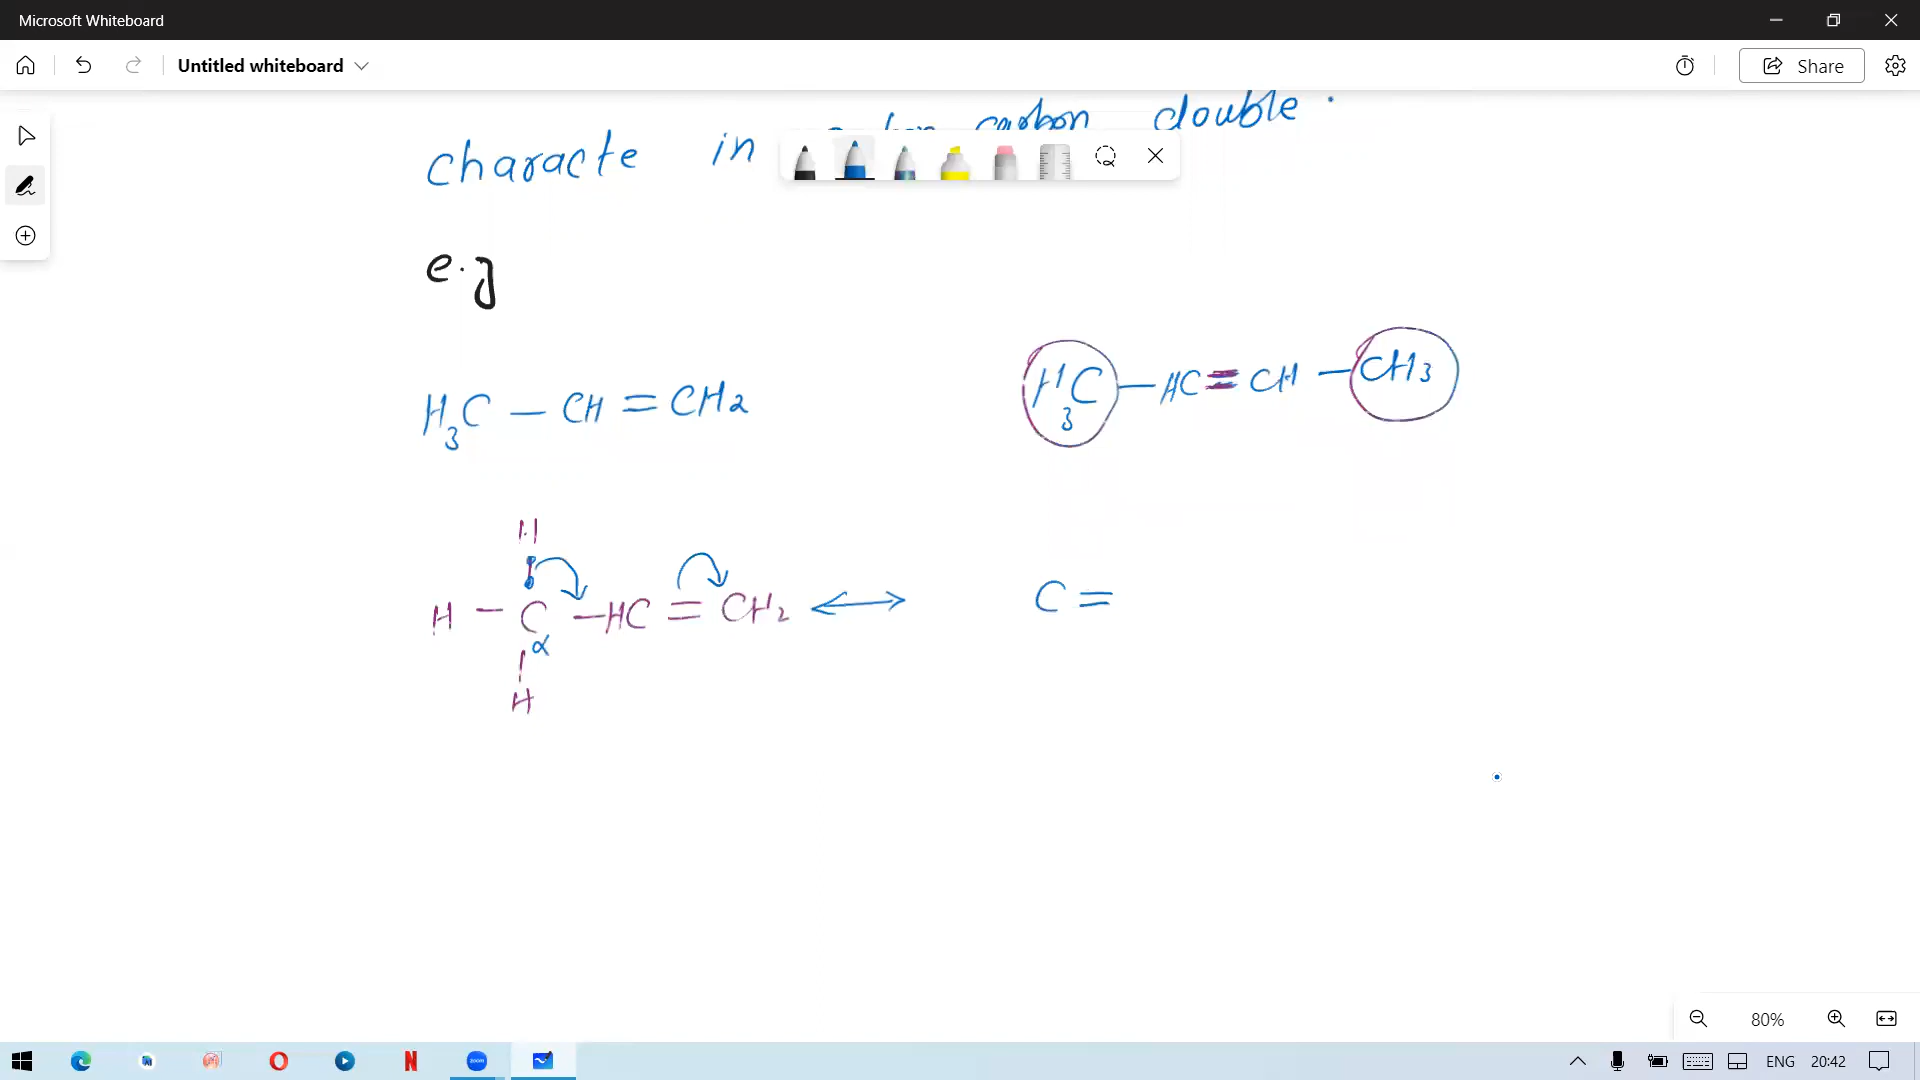 Microsoft Whiteboard
Untitled whiteboard
Share
characte in carbon double
e.g
H3C — CH = CH2
H3C — HC = CH — CH3
H
H — C — HC = CH2 ⟷ C =
α
H
80%
zoom
N
ENG 20:42